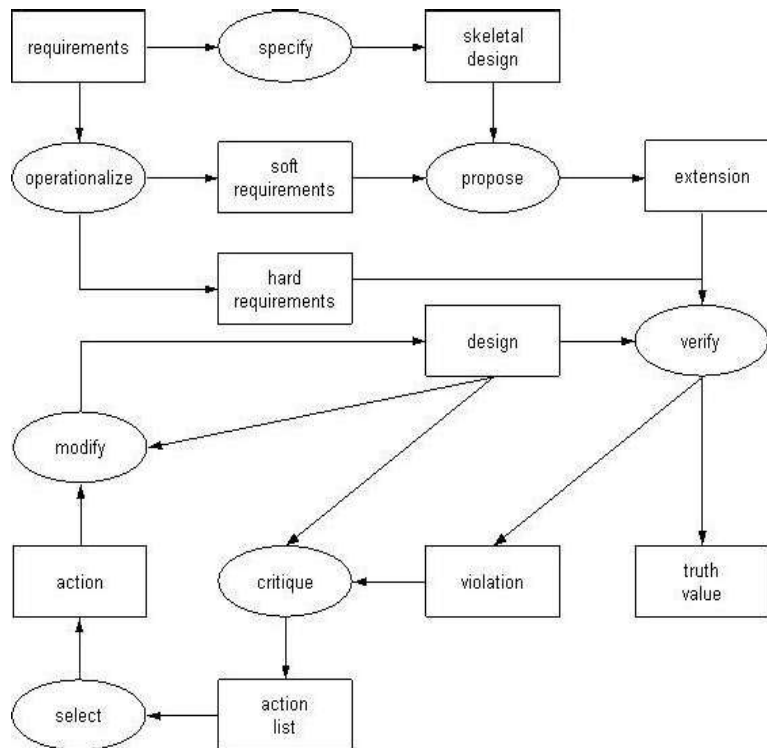 requirements
specify
skeletal
design
operationalize
soft
requirements
propose
extension
hard
requirements
design
verify
modify
action
critique
violation
truth
value
select
action
list